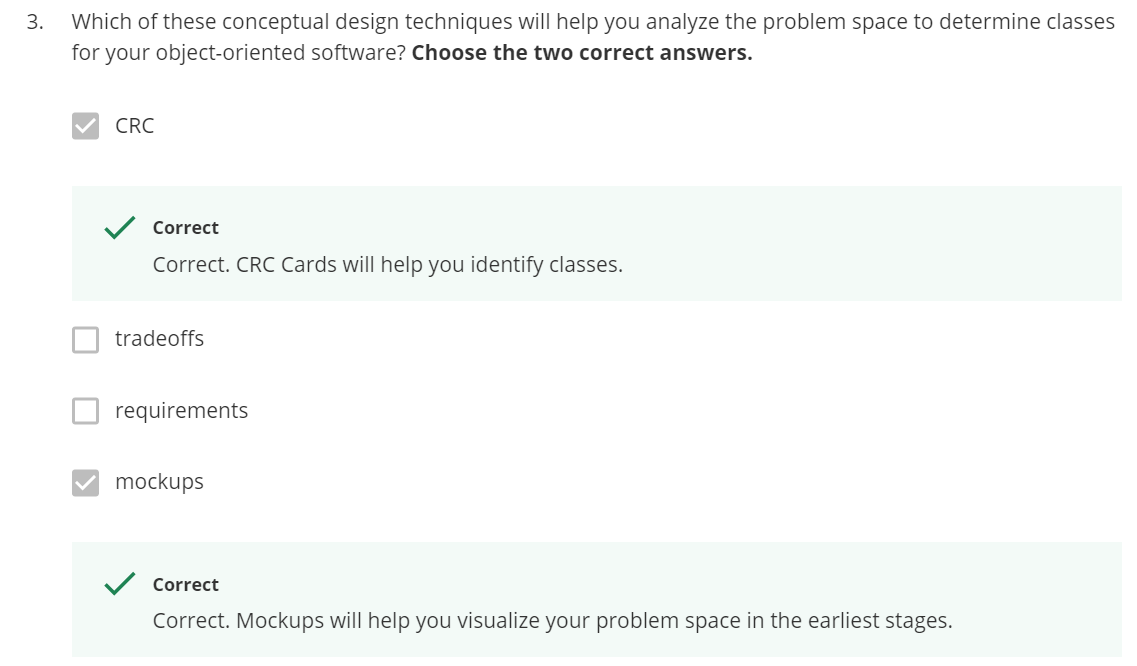 3. Which of these conceptual design techniques will help you analyze the problem space to determine classes
for your object-oriented software? Choose the two correct answers.
CRC
Correct
Correct. CRC Cards will help you identify classes.
tradeoffs
requirements
mockups
Correct
Correct. Mockups will help you visualize your problem space in the earliest stages.